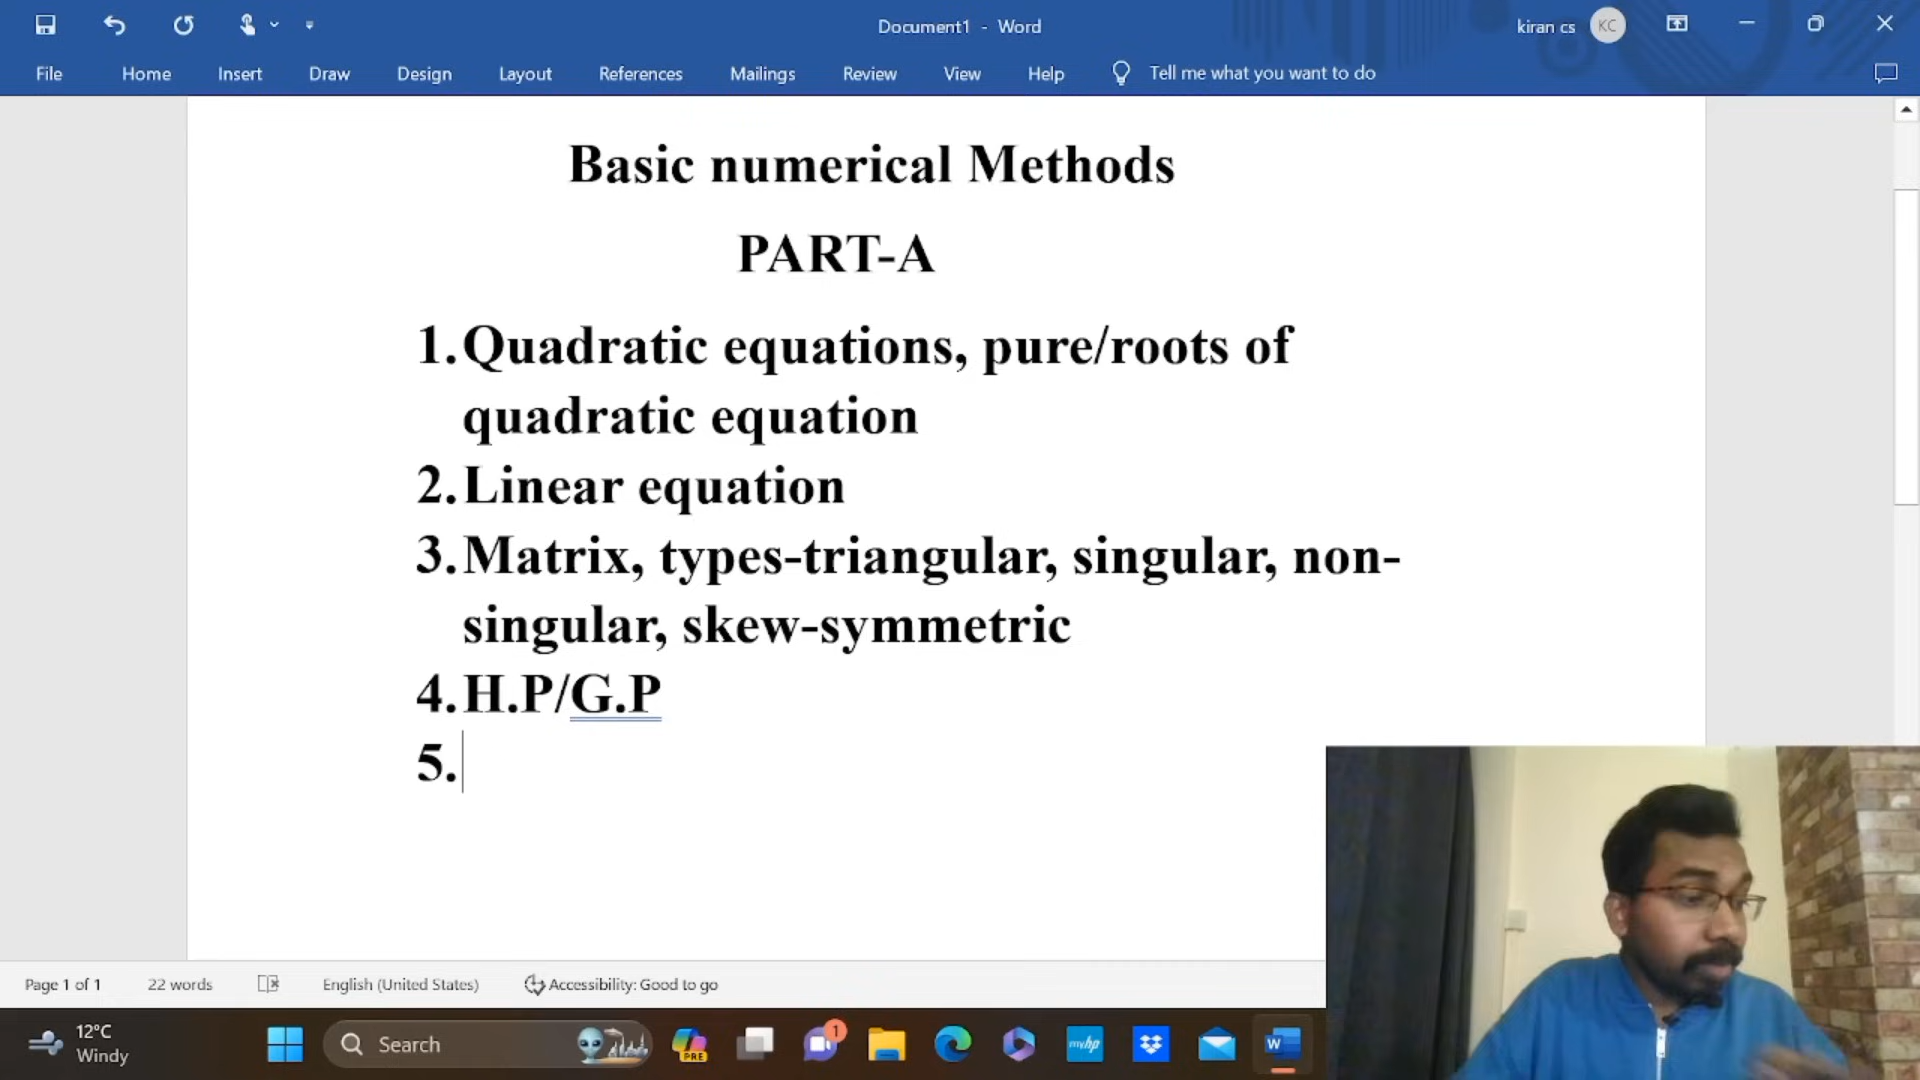 Document1 - Word
kiran cs
KC
File Home Insert Draw Design Layout References Mailings Review View Help Tell me what you want to do
Basic numerical Methods
PART-A
1. Quadratic equations, pure/roots of
quadratic equation
2. Linear equation
3. Matrix, types-triangular, singular, non-
singular, skew-symmetric
4. H.P/G.P
5.
Page 1 of 1 22 words English (United States) Accessibility: Good to go
12°C
Windy
Search
PRE
1
myhp
W